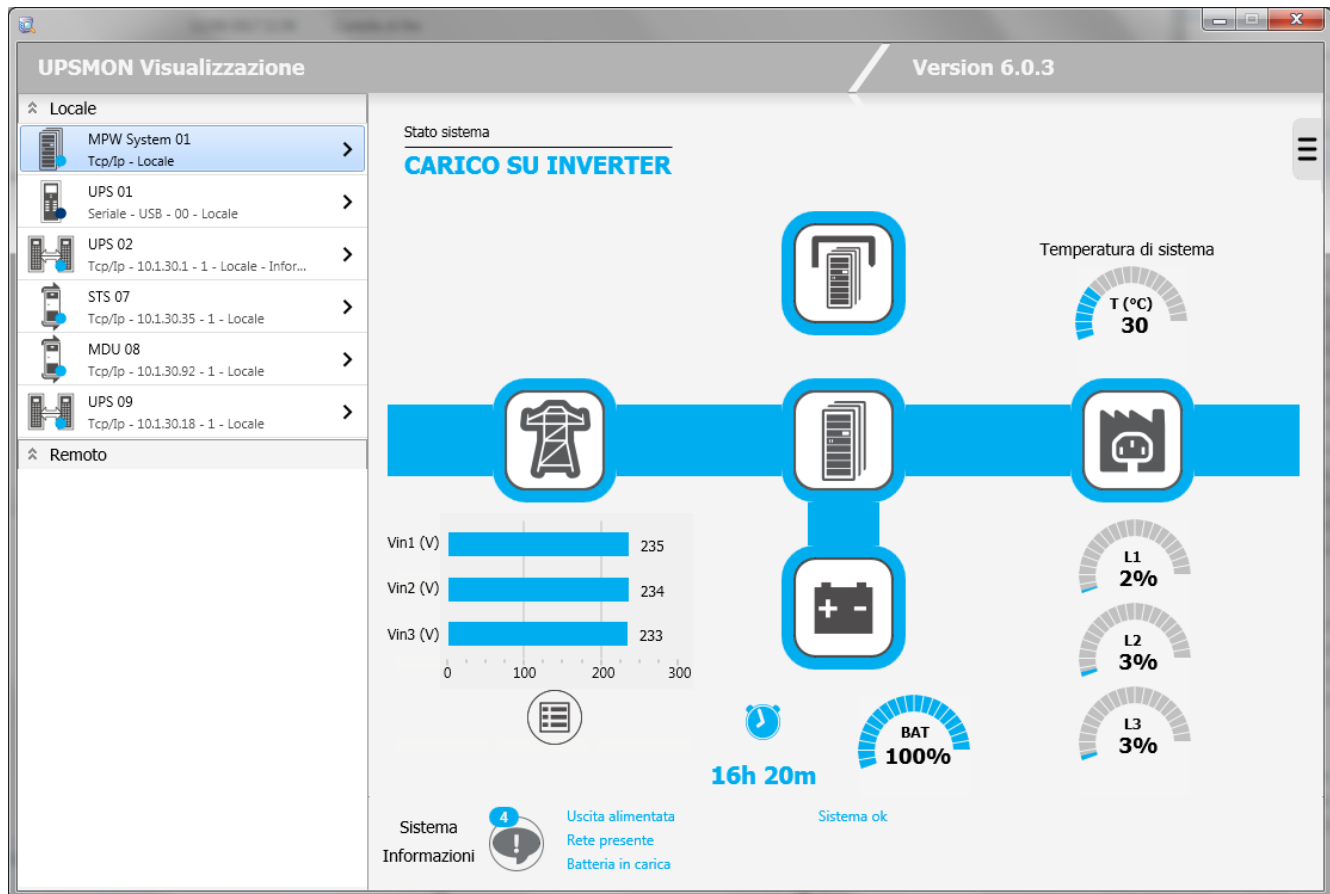 UPSMON Visualizzazione
Version 6.0.3
Locale
MPW System 01
Tcp/Ip - Locale
UPS 01
Seriale - USB - 00 - Locale
UPS 02
Tcp/Ip - 10.1.30.1 - 1 - Locale - Infor...
STS 07
Tcp/Ip - 10.1.30.35 - 1 - Locale
MDU 08
Tcp/Ip - 10.1.30.92 - 1 - Locale
UPS 09
Tcp/Ip - 10.1.30.18 - 1 - Locale
Remoto
Stato sistema
CARICO SU INVERTER
Temperatura di sistema
T (°C)
30
Vin1 (V) 235
Vin2 (V) 234
Vin3 (V) 233
0 100 200 300
L1
2%
L2
3%
L3
3%
16h 20m
BAT
100%
Sistema
Informazioni
4
Uscita alimentata
Rete presente
Batteria in carica
Sistema ok